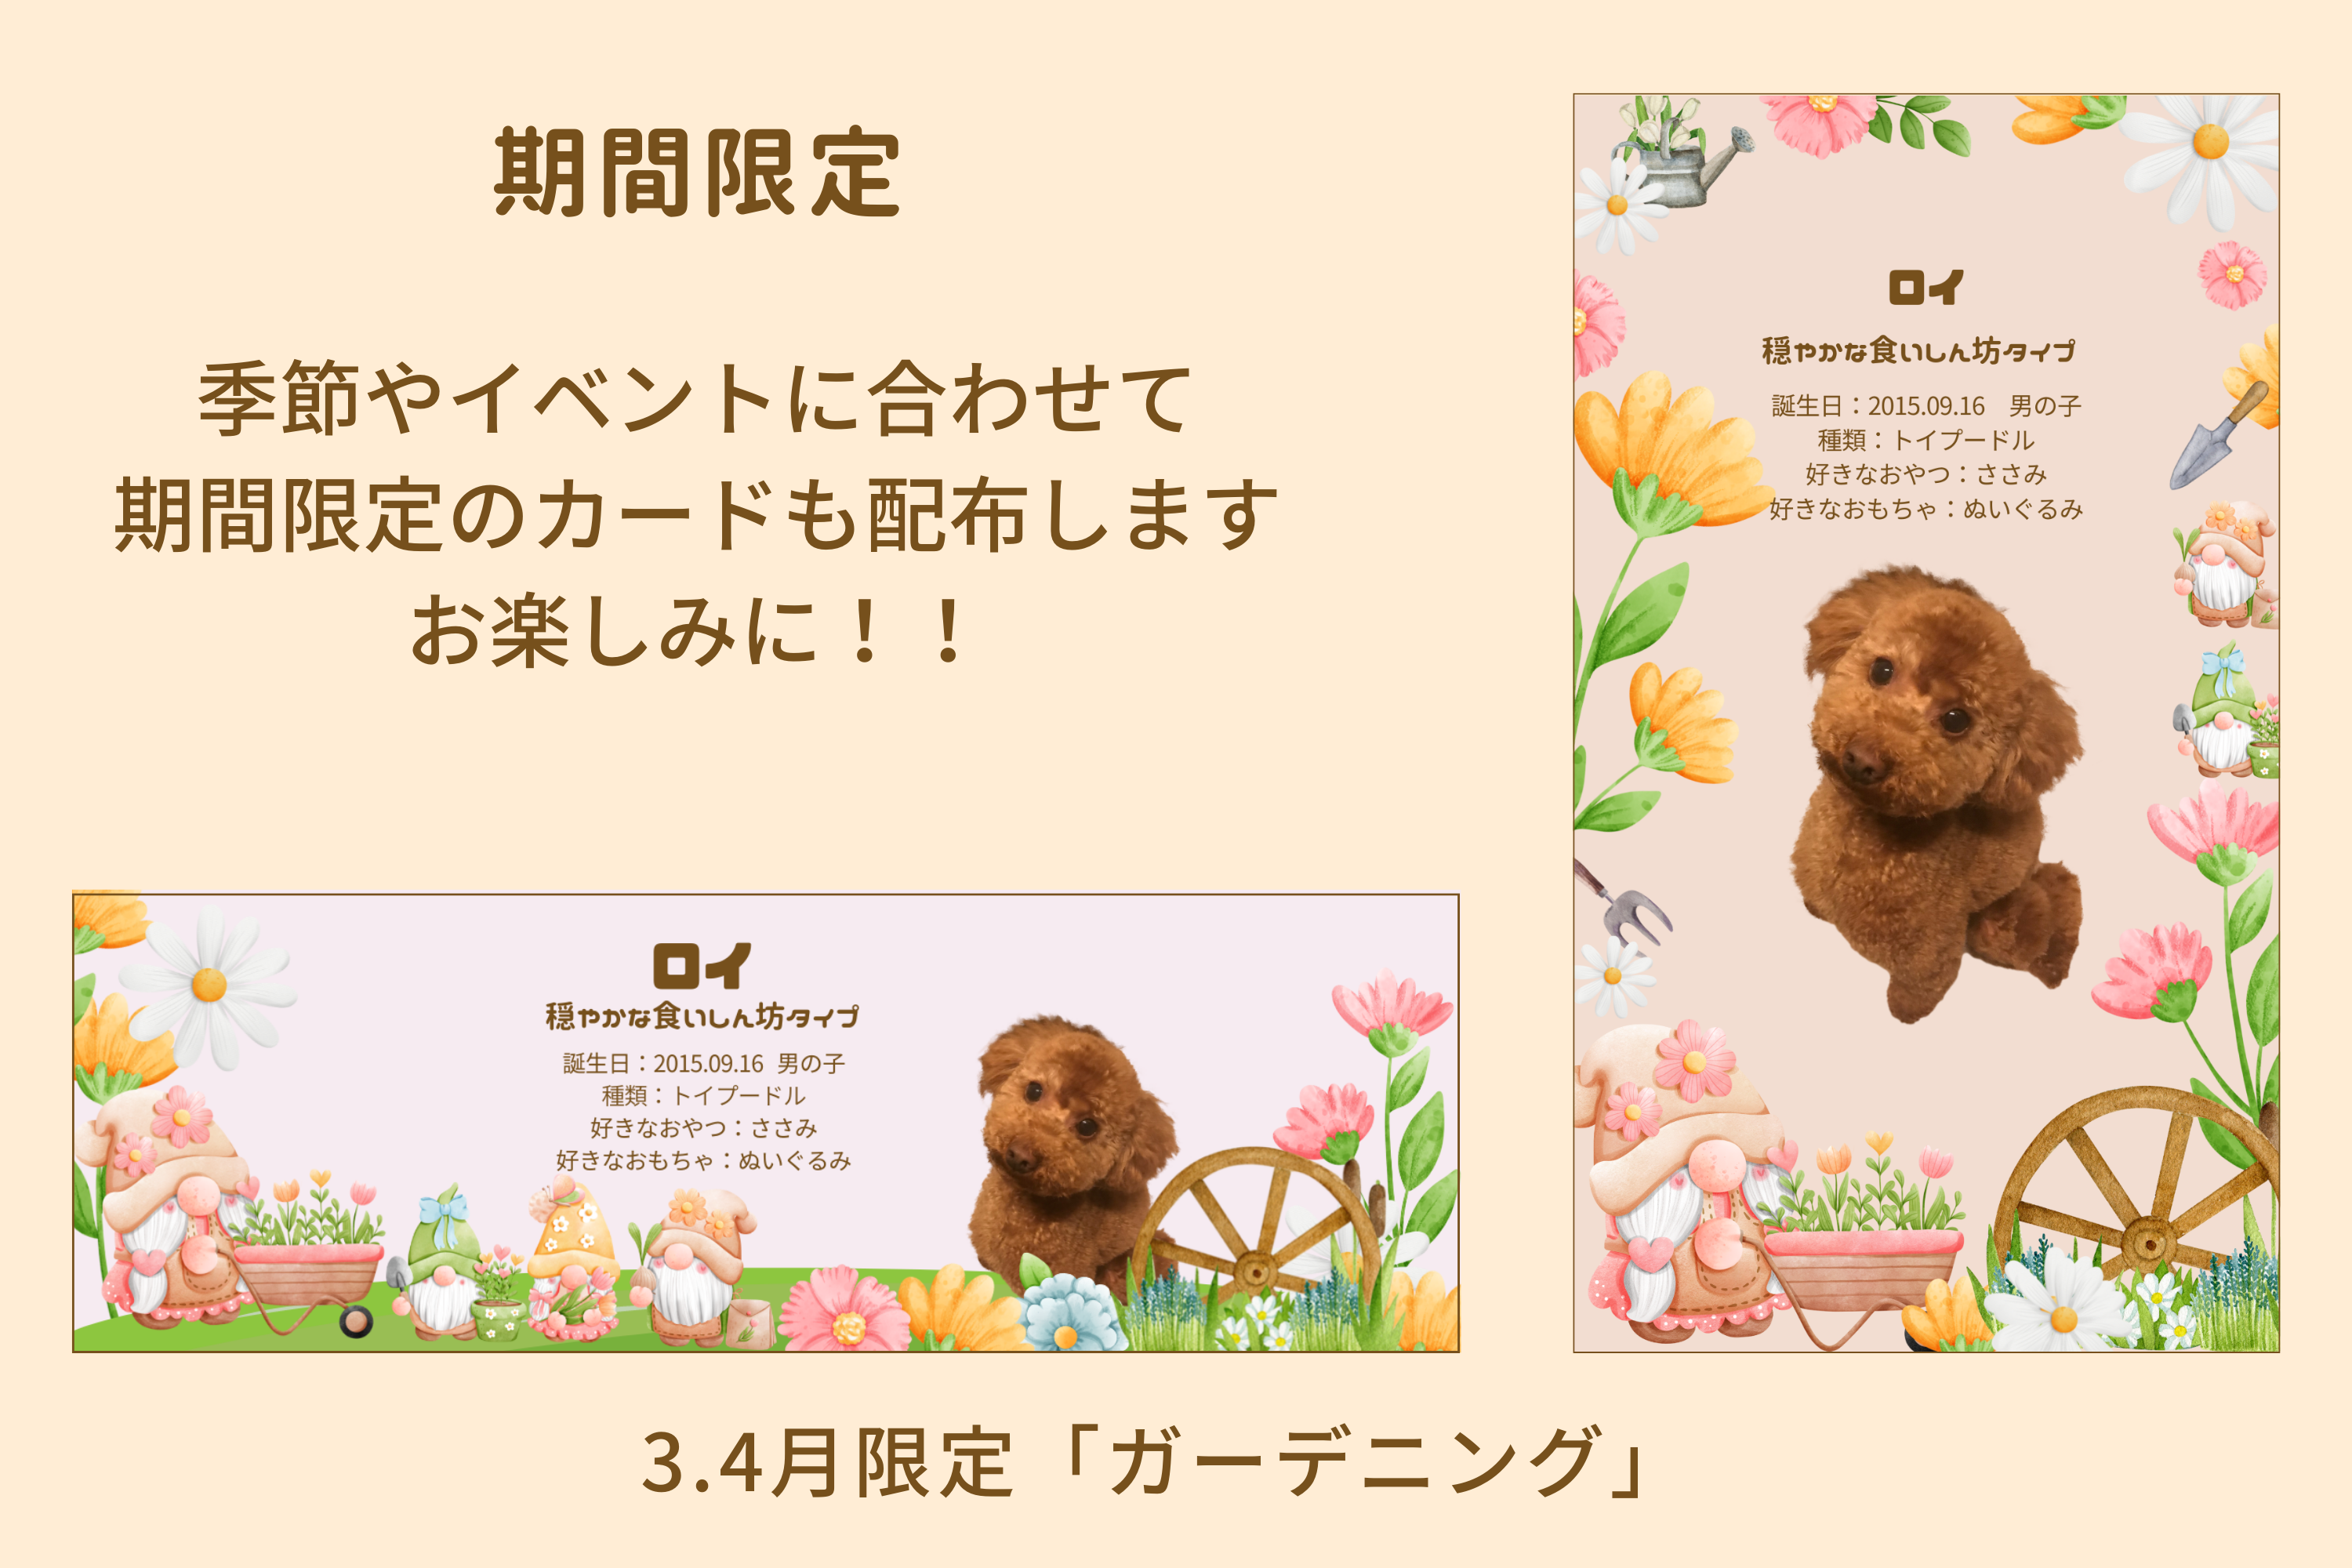 期間限定
季節やイベントに合わせて
期間限定のカードも配布します
お楽しみに！！
ロイ
穏やかな食いしん坊タイプ
誕生日：2015.09.16 男の子
種類：トイプードル
好きなおやつ：ささみ
好きなおもちゃ：ぬいぐるみ
ロイ
穏やかな食いしん坊タイプ
誕生日：2015.09.16　男の子
種類：トイプードル
好きなおやつ：ささみ
好きなおもちゃ：ぬいぐるみ
3.4月限定「ガーデニング」